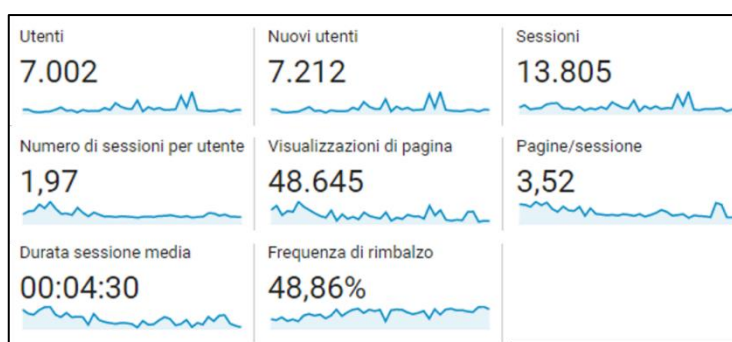 Utenti
7.002
Nuovi utenti
7.212
Sessioni
13.805
Numero di sessioni per utente
1,97
Visualizzazioni di pagina
48.645
Pagine/sessione
3,52
Durata sessione media
00:04:30
Frequenza di rimbalzo
48,86%